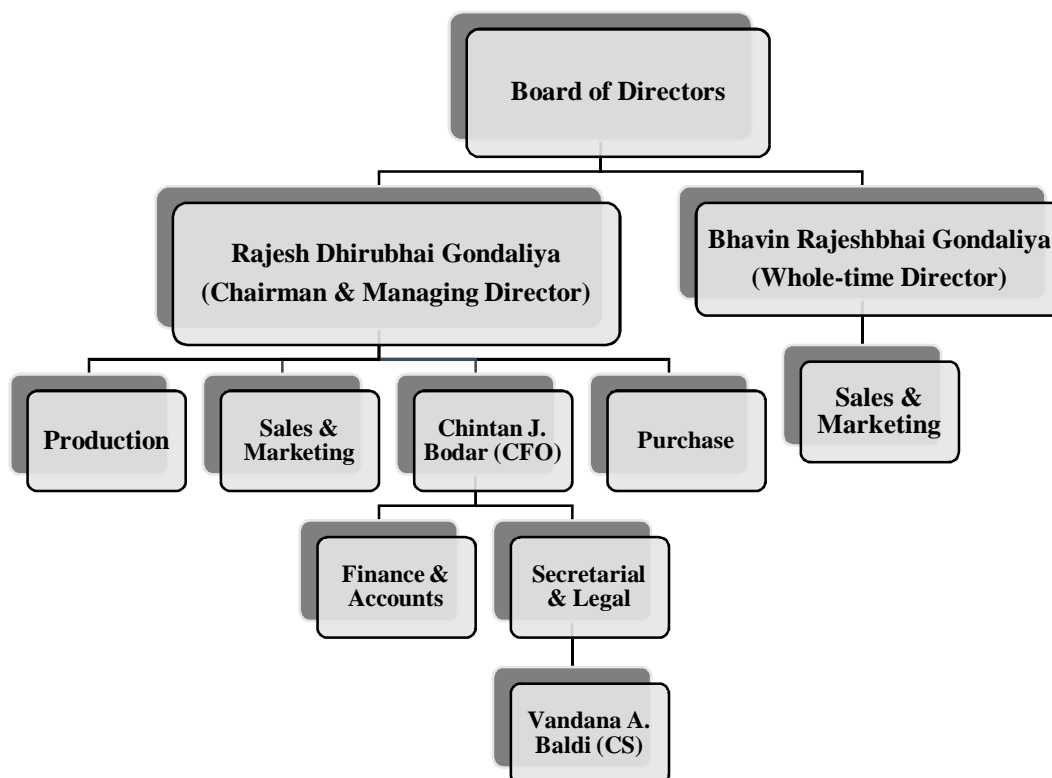 Board of Directors
Rajesh Dhirubhai Gondaliya
(Chairman & Managing Director)
Bhavin Rajeshbhai Gondaliya
(Whole-time Director)
Production
Sales &
Marketing
Chintan J.
Bodar (CFO)
Purchase
Sales &
Marketing
Finance &
Accounts
Secretarial
& Legal
Vandana A.
Baldi (CS)